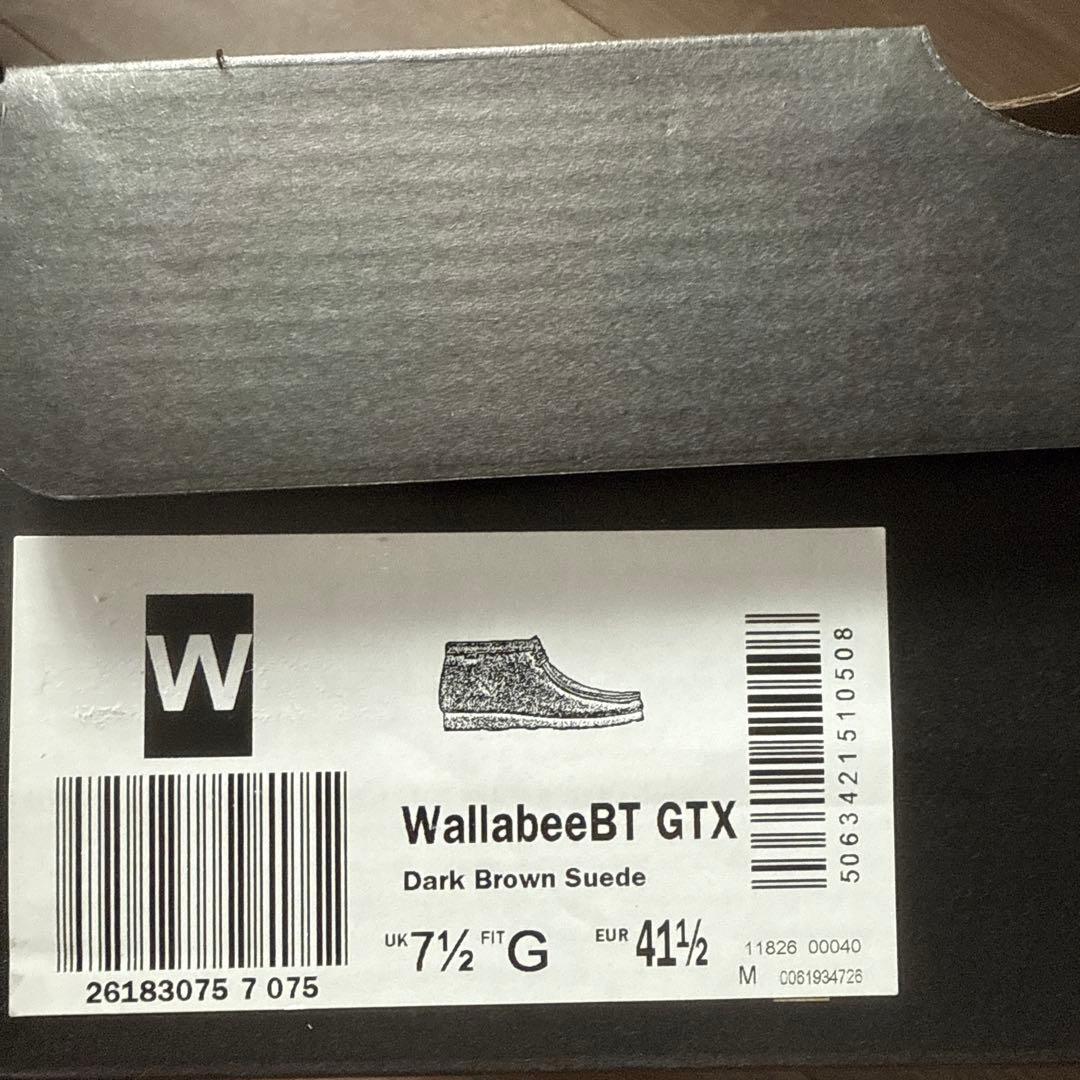 W
WallabeeBT GTX
Dark Brown Suede
UK 7½ FIT G EUR 41½
26183075 7 075
5063421510508
11826 00040
M 0061934726